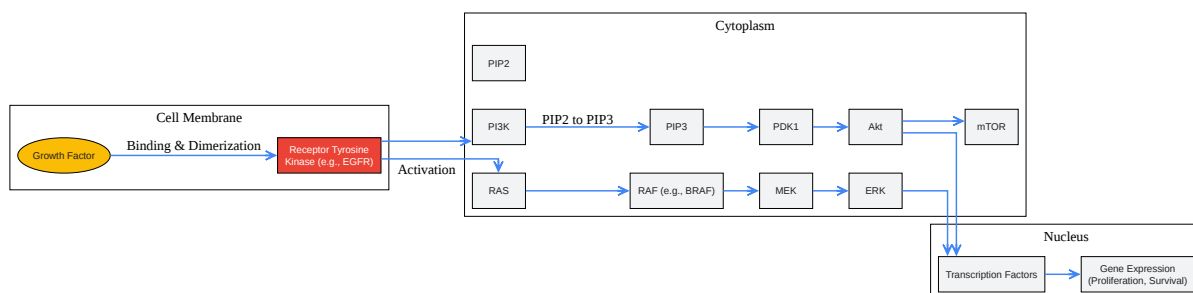 Cytoplasm
PIP2
Cell Membrane
Growth Factor
Binding & Dimerization
Receptor Tyrosine
Kinase (e.g., EGFR)
Activation
PI3K
PIP2 to PIP3
PIP3
PDK1
Akt
mTOR
RAS
RAF (e.g., BRAF)
MEK
ERK
Nucleus
Transcription Factors
Gene Expression
(Proliferation, Survival)